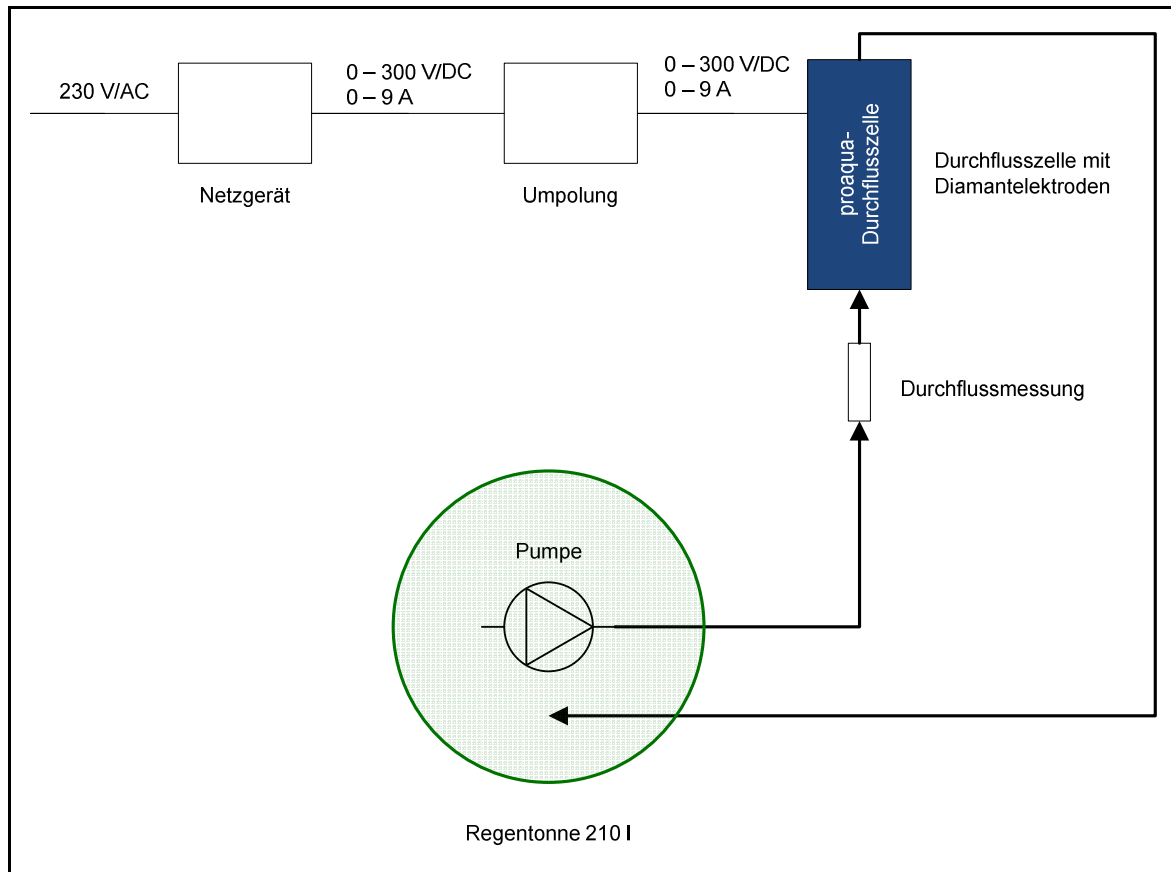 230 V/AC
0 – 300 V/DC
0 – 9 A
0 – 300 V/DC
0 – 9 A
Netzgerät
Umpolung
proaqua-
Durchflusszelle
Durchflusszelle mit
Diamantelektroden
Durchflussmessung
Pumpe
Regentonne 210 l